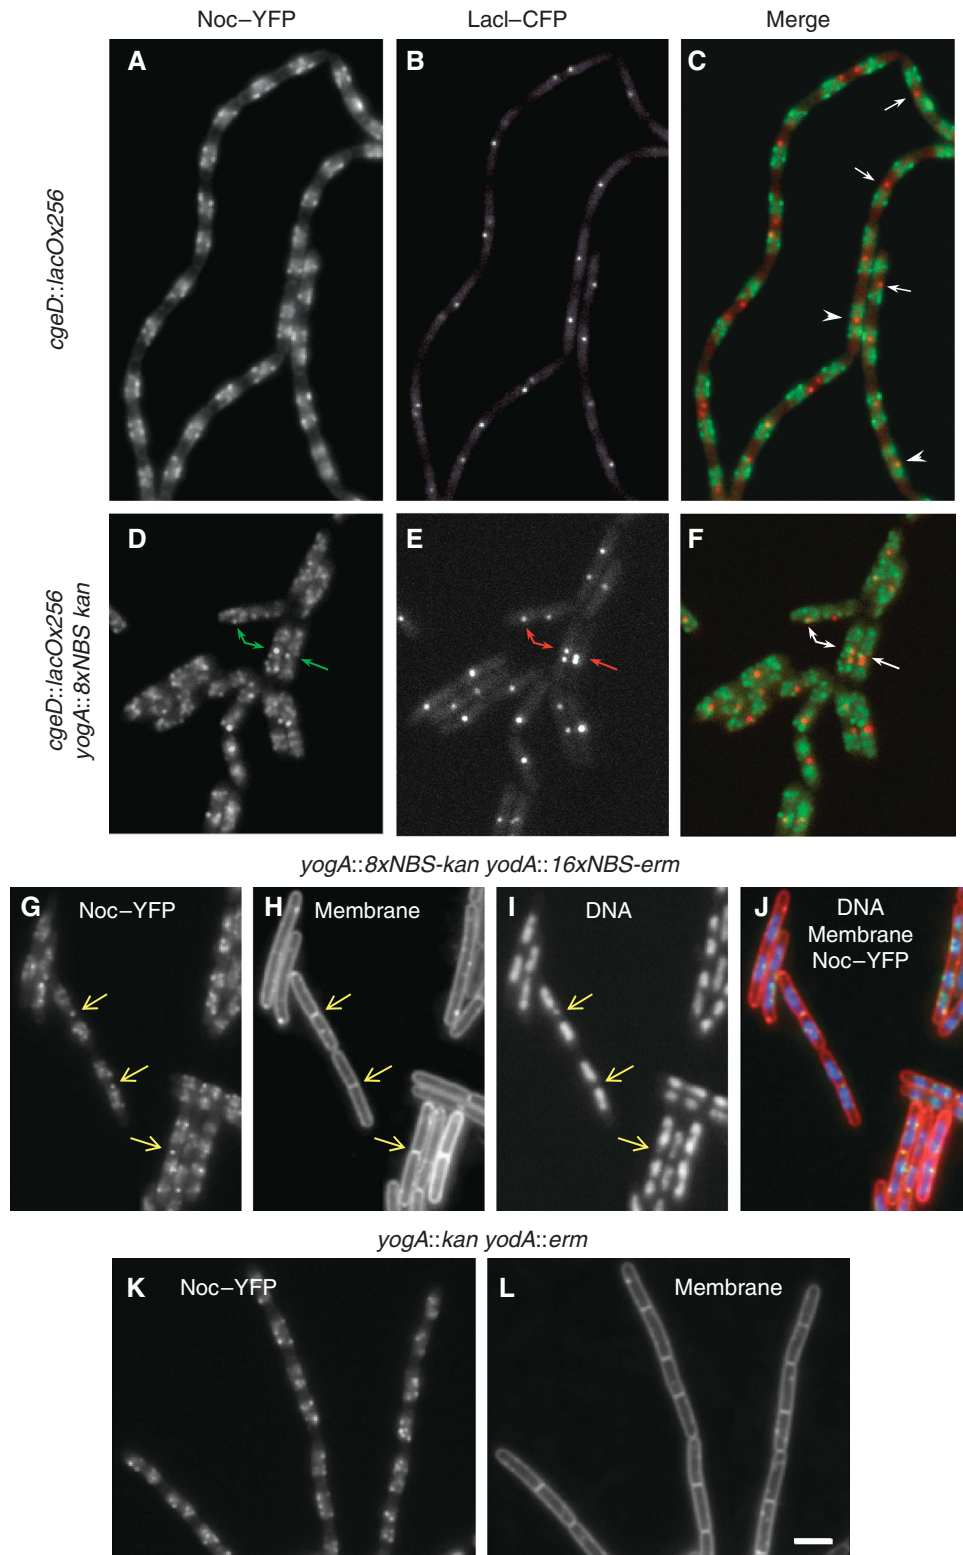 Noc–YFP
LacI–CFP
Merge
A
B
C
cgeD::lacOx256
D
E
F
cgeD::lacOx256
yogA::8xNBS kan
yogA::8xNBS-kan yodA::16xNBS-erm
G
Noc–YFP
H
Membrane
I
DNA
J
DNA
Membrane
Noc–YFP
yogA::kan yodA::erm
K
Noc–YFP
L
Membrane